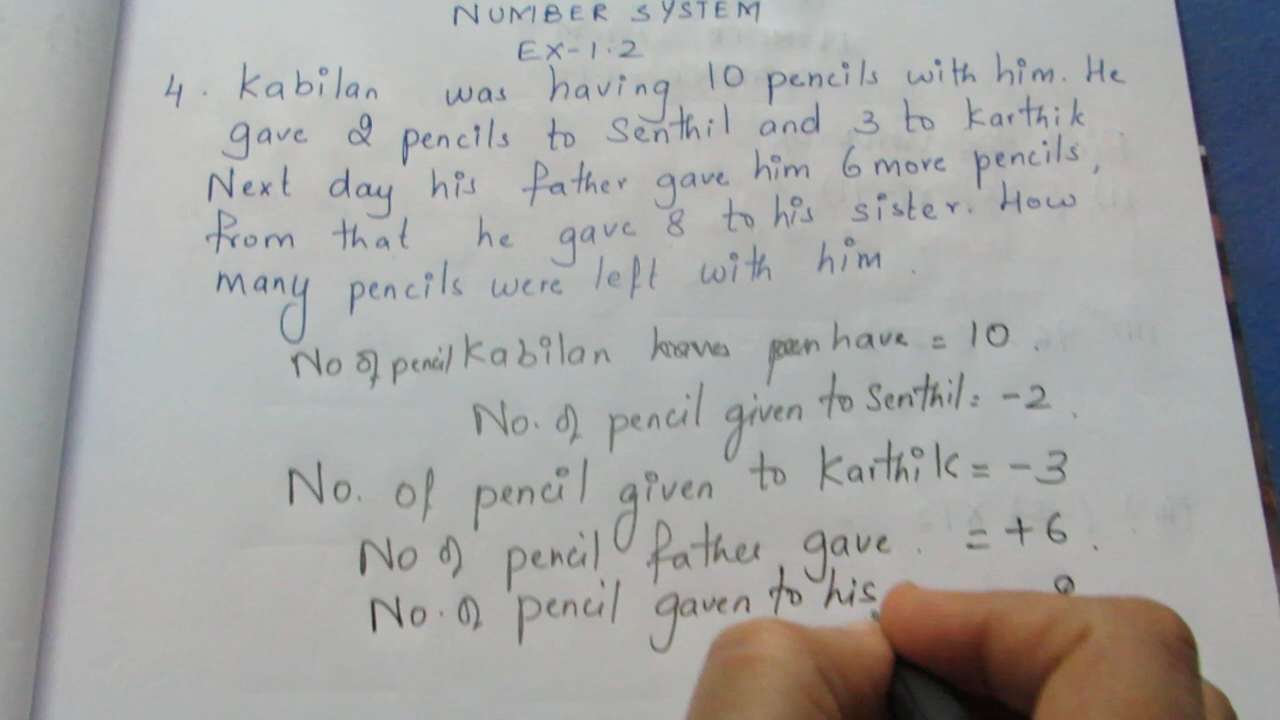 NUMBER SYSTEM
EX-1.2
4. Kabilan was having 10 pencils with him. He
gave 2 pencils to Senthil and 3 to Karthik
Next day his father gave him 6 more pencils,
from that he gave 8 to his sister. How
many pencils were left with him.
No of pencil Kabilan have = 10.
No. of pencil given to Senthil = -2.
No. of pencil given to Karthik = -3
No of pencil father gave. = +6.
No. of pencil gaven to his